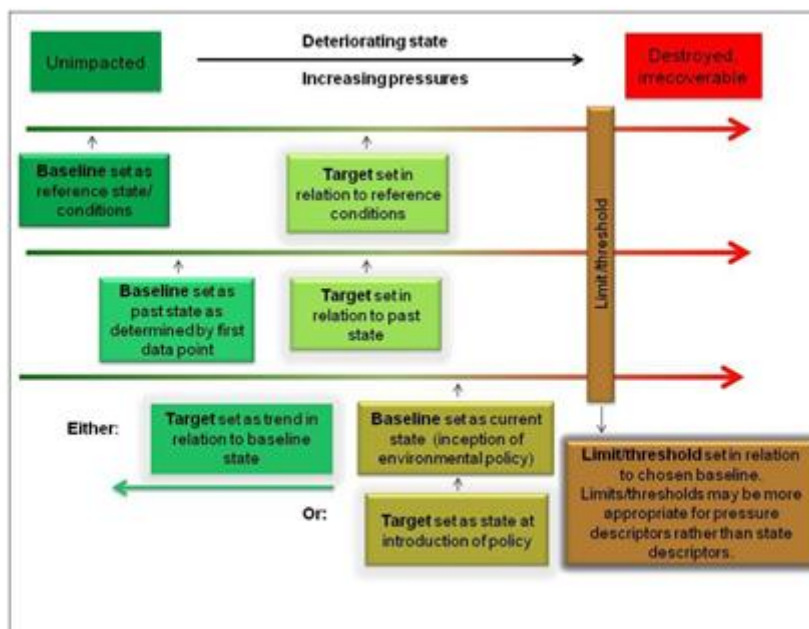 Unimpacted
Deteriorating state
Increasing pressures
Destroyed,
irrecoverable
Baseline set as
reference state/
conditions
Target set in
relation to reference
conditions
Limit/threshold
Baseline set as
past state as
determined by first
data point
Target set in
relation to past
state
Either:
Target set as trend in
relation to baseline
state
Baseline set as current
state (inception of
environmental policy)
Or:
Target set as state at
introduction of policy
Limit/threshold set in relation
to chosen baseline.
Limits/thresholds may be more
appropriate for pressure
descriptors rather than state
descriptors.